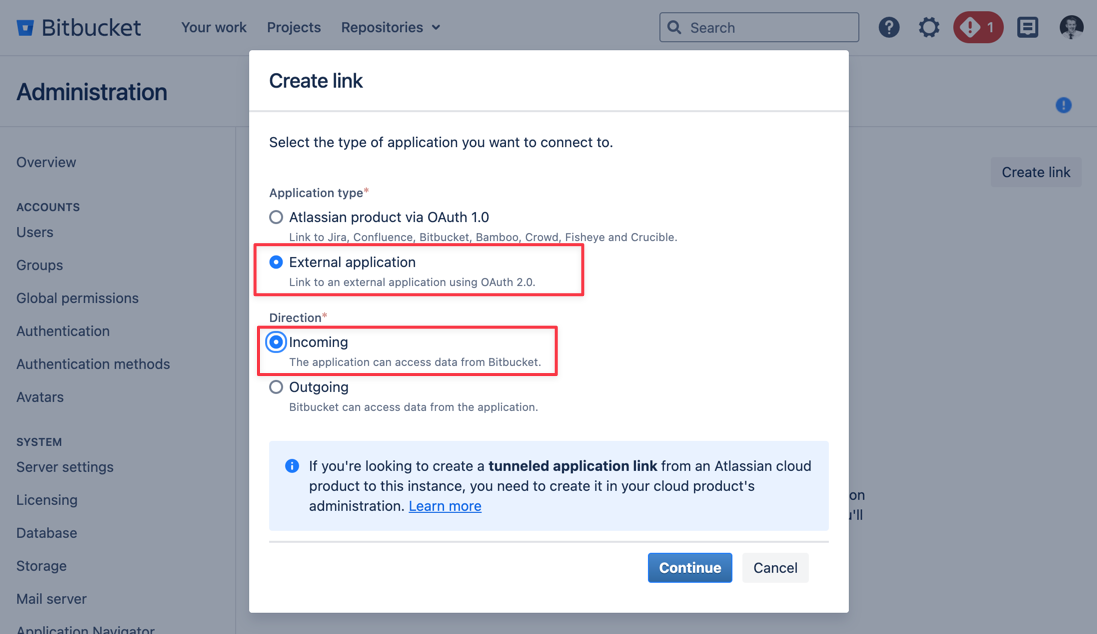 Bitbucket Your work Projects Repositories Search 1
Administration
Overview
ACCOUNTS
Users
Groups
Global permissions
Authentication
Authentication methods
Avatars
SYSTEM
Server settings
Licensing
Database
Storage
Mail server
Application Navigator
Create link
Create link
Select the type of application you want to connect to.
Application type*
Atlassian product via OAuth 1.0
Link to Jira, Confluence, Bitbucket, Bamboo, Crowd, Fisheye and Crucible.
External application
Link to an external application using OAuth 2.0.
Direction*
Incoming
The application can access data from Bitbucket.
Outgoing
Bitbucket can access data from the application.
If you're looking to create a tunneled application link from an Atlassian cloud
product to this instance, you need to create it in your cloud product's
administration. Learn more
Continue Cancel